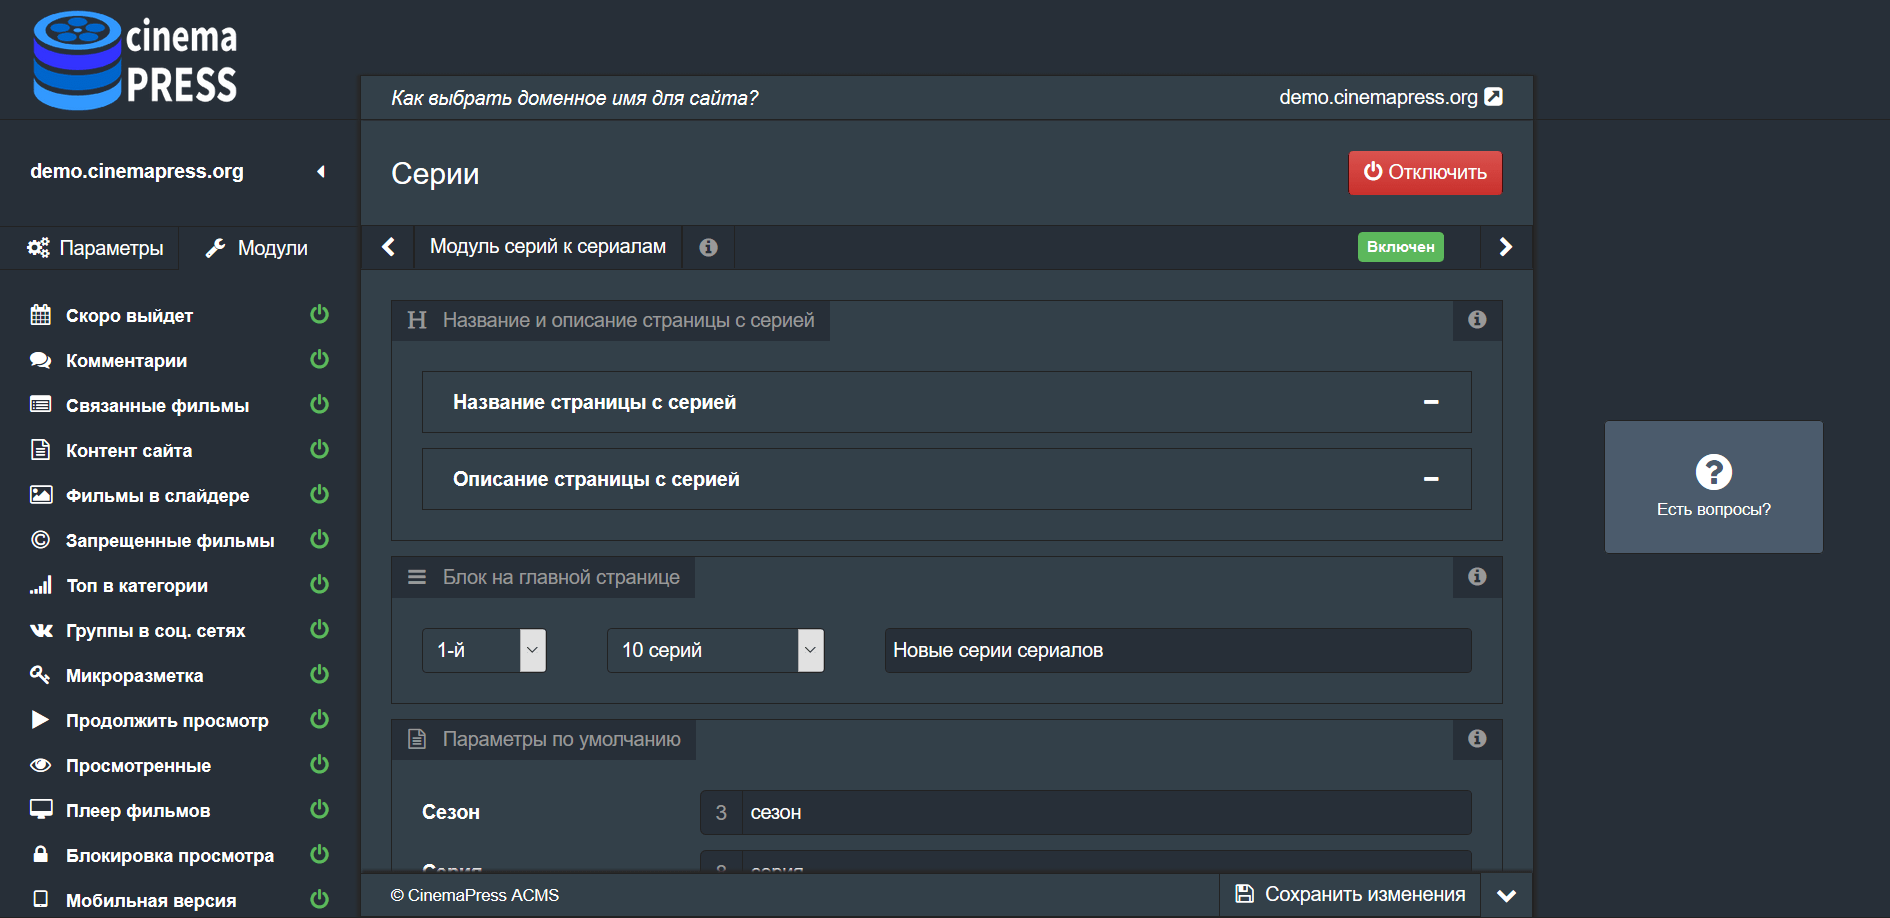 cinema
PRESS
Как выбрать доменное имя для сайта?
demo.cinemapress.org
demo.cinemapress.org
Параметры
Модули
Скоро выйдет
Комментарии
Связанные фильмы
Контент сайта
Фильмы в слайдере
Запрещенные фильмы
Топ в категории
Группы в соц. сетях
Микроразметка
Продолжить просмотр
Просмотренные
Плеер фильмов
Блокировка просмотра
Мобильная версия
Серии
Отключить
Модуль серий к сериалам
Включен
Название и описание страницы с серией
Название страницы с серией
Описание страницы с серией
Блок на главной странице
1-й
10 серий
Новые серии сериалов
Параметры по умолчанию
Сезон
3 сезон
Серия
8 серия
© CinemaPress ACMS
Сохранить изменения
Есть вопросы?